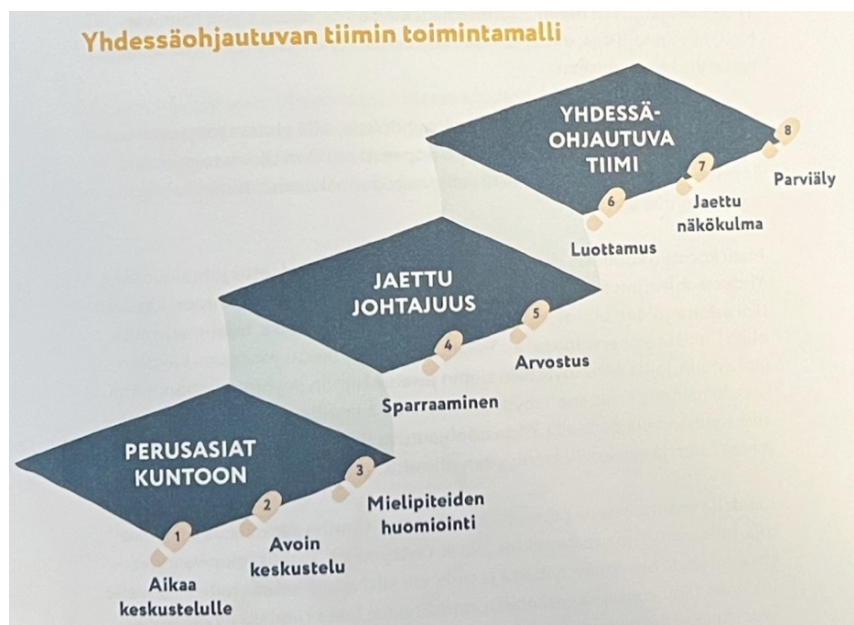 Yhdessäohjautuvan tiimin toimintamalli
YHDESSÄ-
OHJAUTUVA
TIIMI
8
Parviäly
7
Jaettu
näkökulma
6
Luottamus
JAETTU
JOHTAJUUS
5
Arvostus
4
Sparraaminen
PERUSASIAT
KUNTOON
3
Mielipiteiden
huomiointi
2
Avoin
keskustelu
1
Aikaa
keskustelulle